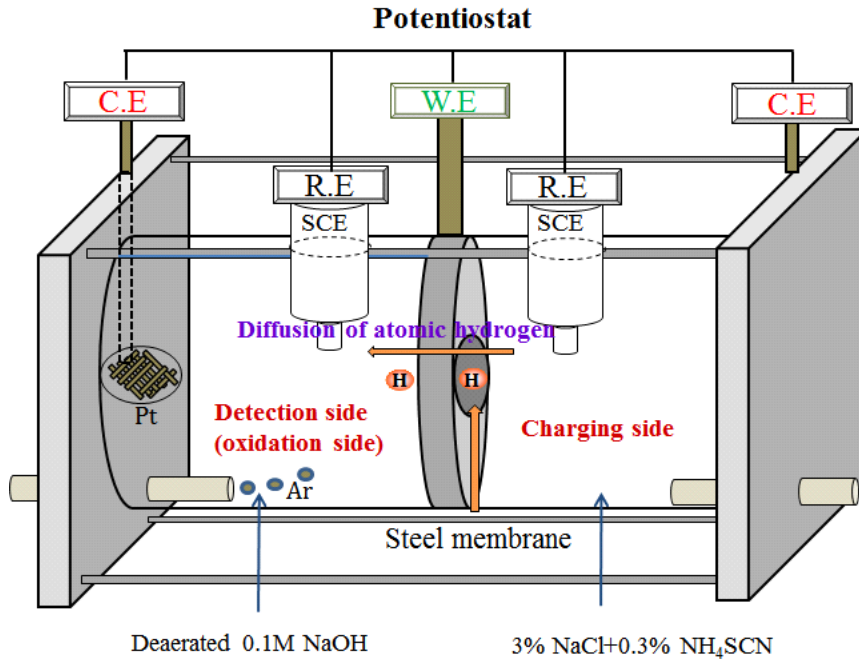 Potentiostat
C.E
W.E
C.E
R.E
R.E
SCE
SCE
Diffusion of atomic hydrogen
H
H
Pt
Detection side
(oxidation side)
Charging side
Ar
Steel membrane
Deaerated 0.1M NaOH
3% NaCl+0.3% NH₄SCN